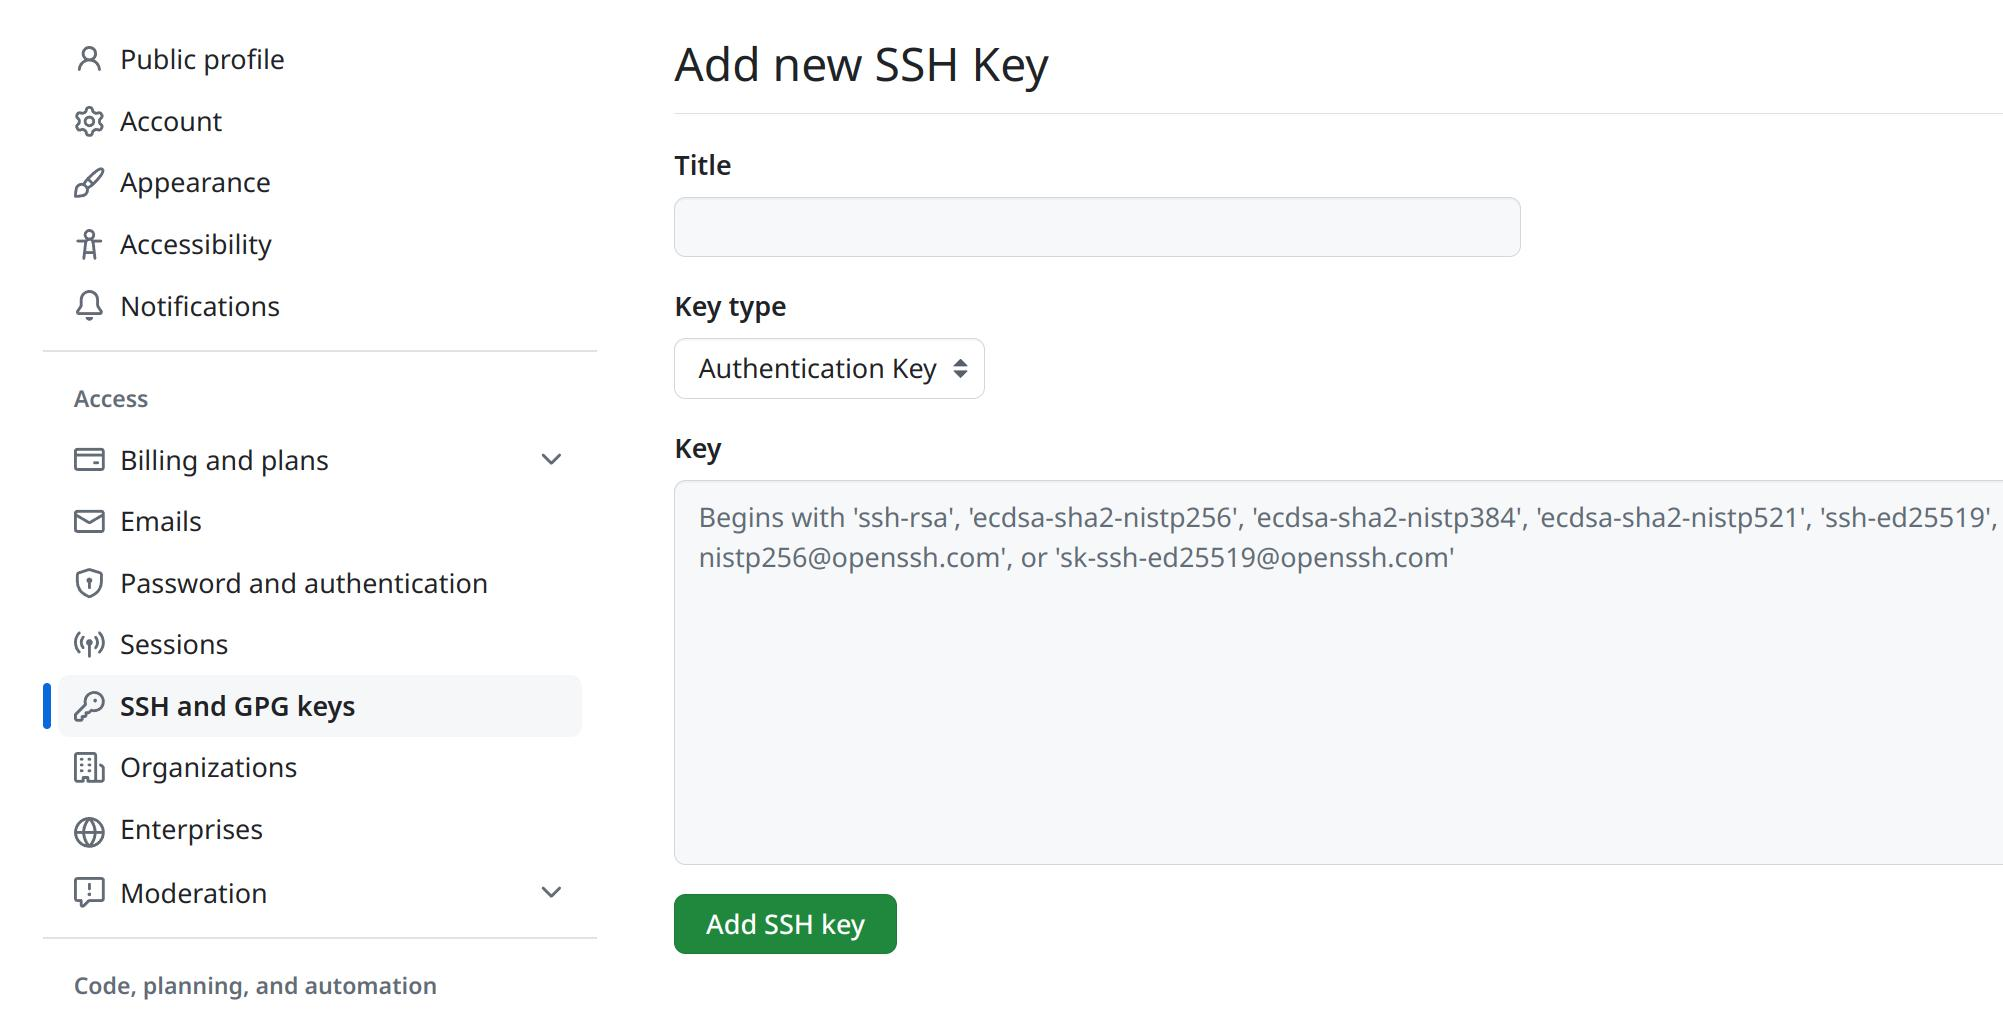 Public profile
Account
Appearance
Accessibility
Notifications
Access
Billing and plans
Emails
Password and authentication
Sessions
SSH and GPG keys
Organizations
Enterprises
Moderation
Code, planning, and automation
Add new SSH Key
Title
Key type
Authentication Key
Key
Begins with 'ssh-rsa', 'ecdsa-sha2-nistp256', 'ecdsa-sha2-nistp384', 'ecdsa-sha2-nistp521', 'ssh-ed25519',
nistp256@openssh.com', or 'sk-ssh-ed25519@openssh.com'
Add SSH key